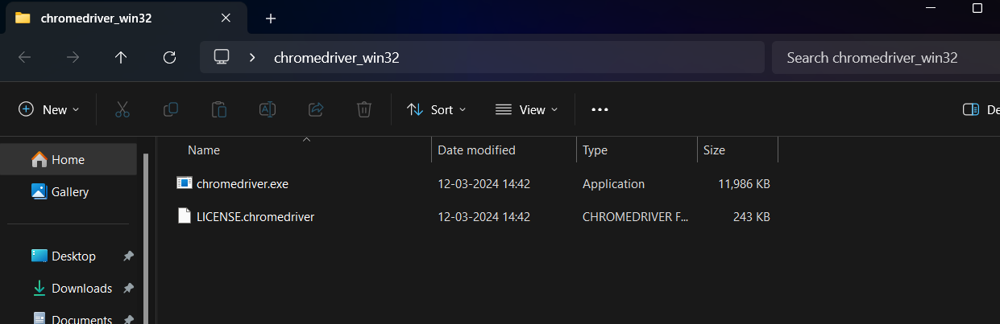 chromedriver_win32
chromedriver_win32
Search chromedriver_win32
New
Sort
View
De
Name
Date modified
Type
Size
Home
chromedriver.exe
12-03-2024 14:42
Application
11,986 KB
Gallery
LICENSE.chromedriver
12-03-2024 14:42
CHROMEDRIVER F...
243 KB
Desktop
Downloads
Documents